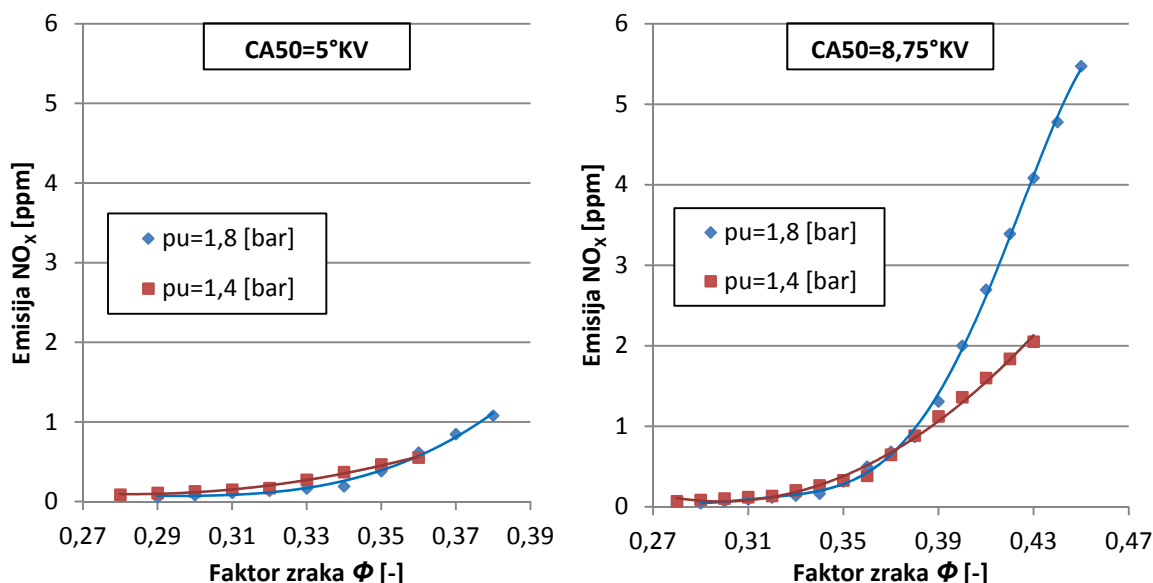 CA50=5°KV
Emisija NOX [ppm]
6
5
4
3
2
1
0
pu=1,8 [bar]
pu=1,4 [bar]
0,27
0,29
0,31
0,33
0,35
0,37
0,39
Faktor zraka Φ [-]
CA50=8,75°KV
Emisija NOX [ppm]
6
5
4
3
2
1
0
pu=1,8 [bar]
pu=1,4 [bar]
0,27
0,31
0,35
0,39
0,43
0,47
Faktor zraka Φ [-]